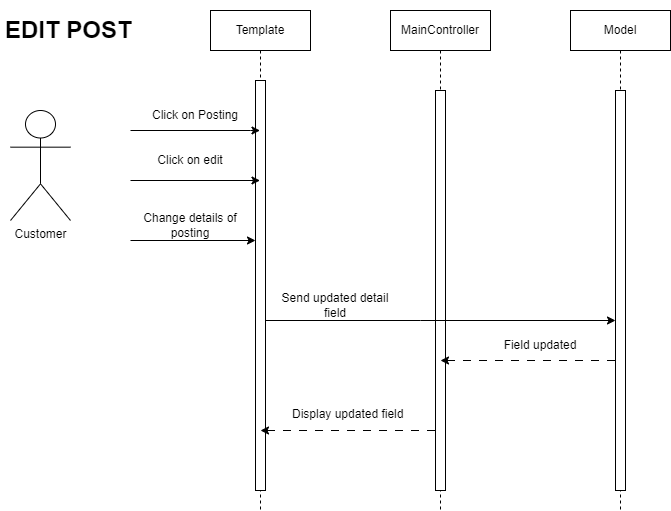 EDIT POST
Template
MainController
Model
Click on Posting
Click on edit
Change details of
posting
Customer
Send updated detail
field
Field updated
Display updated field